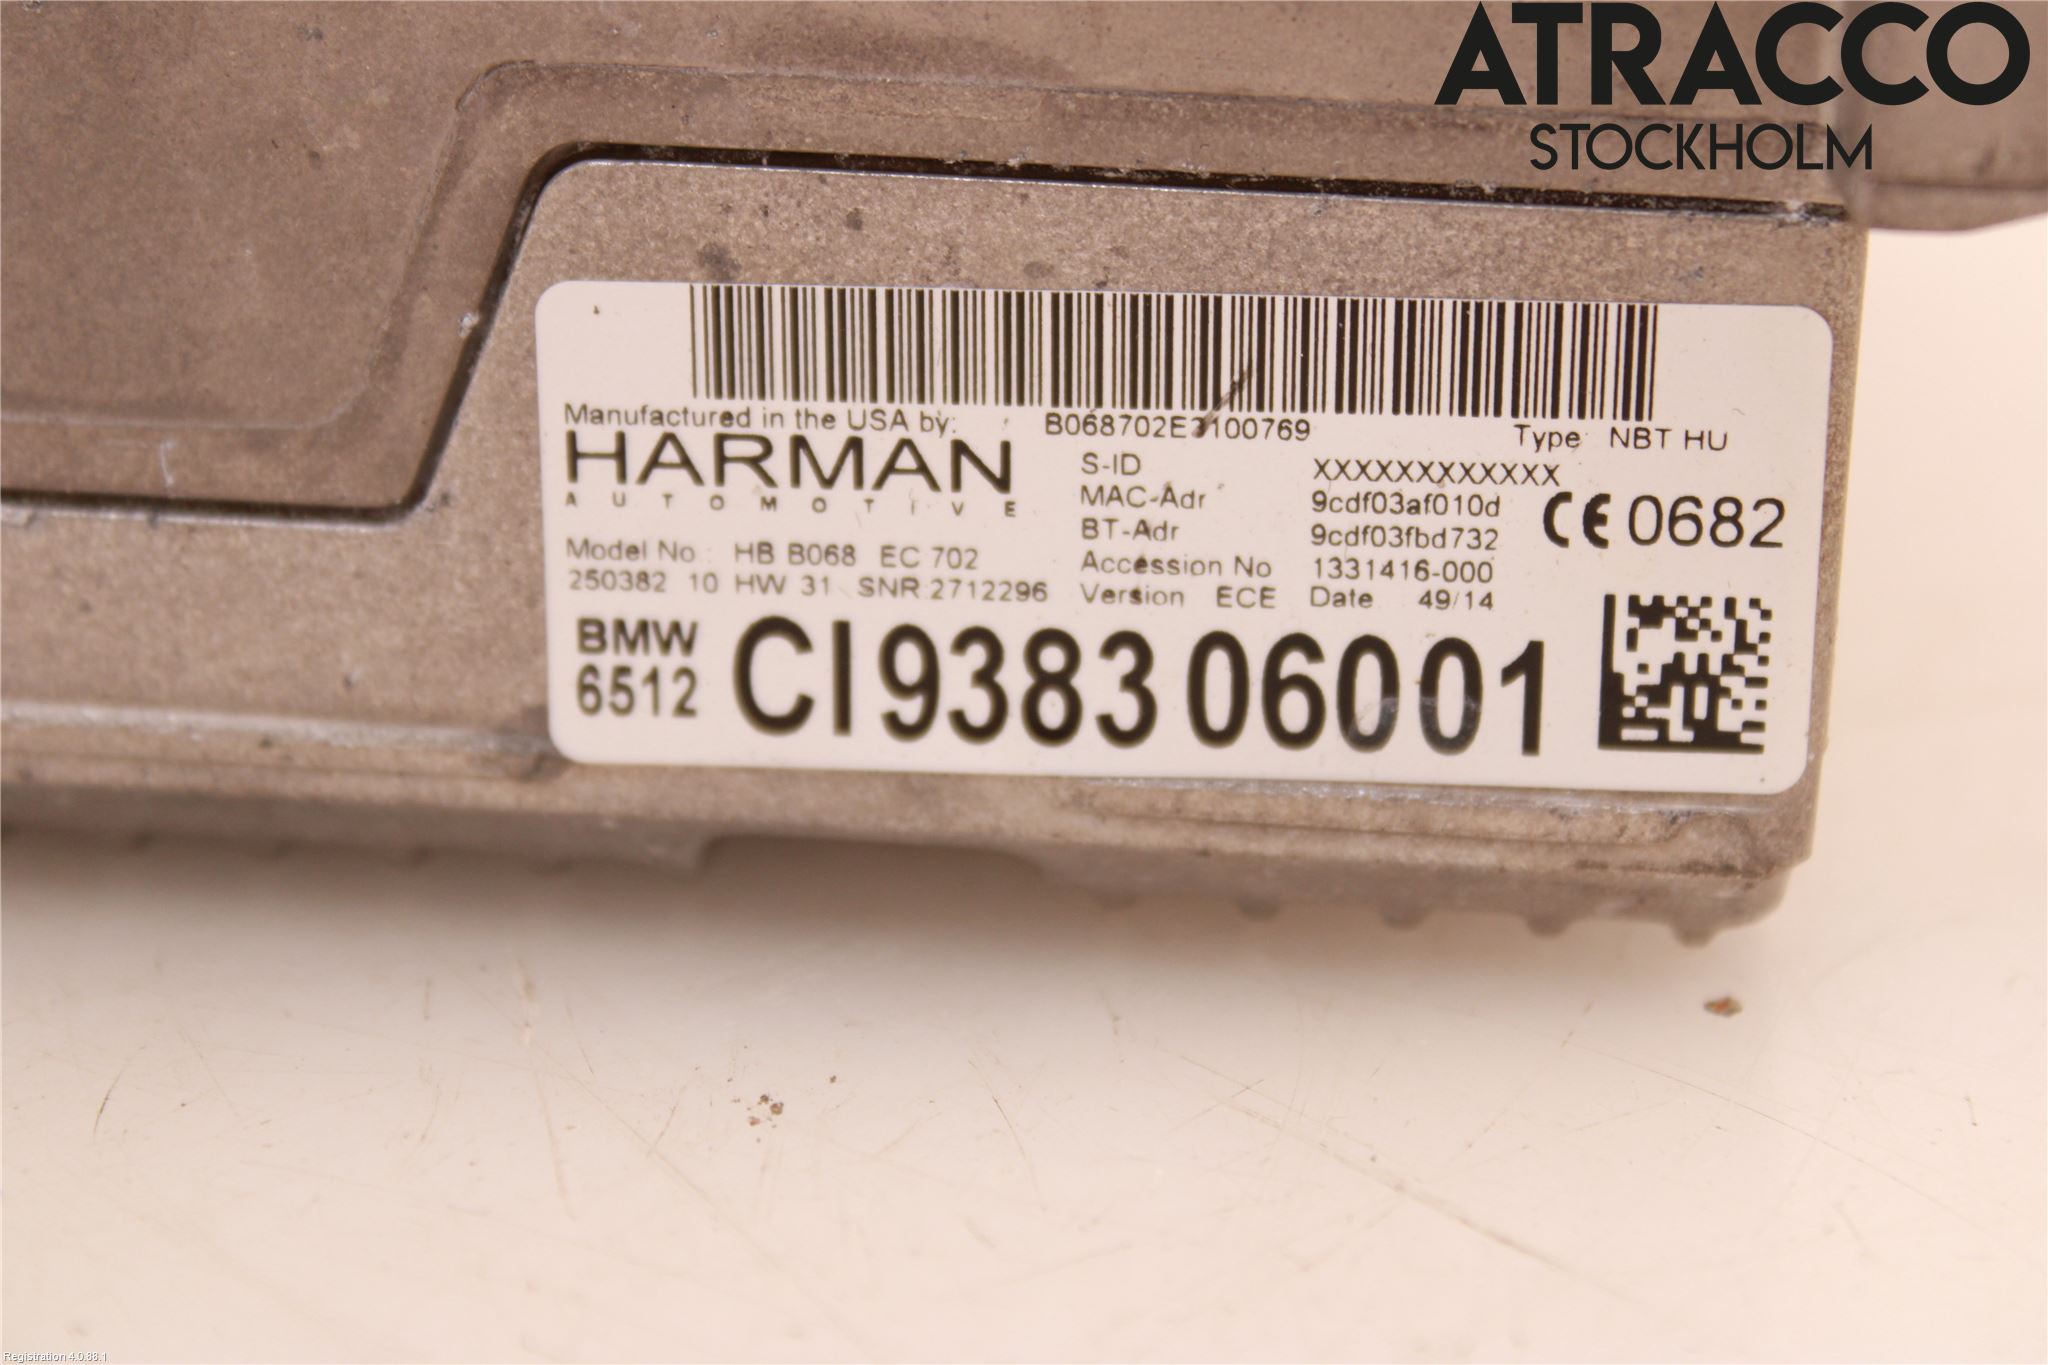 ATRACCO
STOCKHOLM
Manufactured in the USA by:
HARMAN
AUTOMOTIVE
Model No.: HB B068 EC 702
250382 10 HW 31 SNR:2712296
Type NBT HU
S-ID XXXXXXXXXXXX
MAC-Adr 9cdf03af010d
BT-Adr 9cdf03fbd732
Accession No 1331416-000
Version ECE Date 49/14
CE 0682
BMW
6512
CI 9383 06001
Registration 4.0.88.1